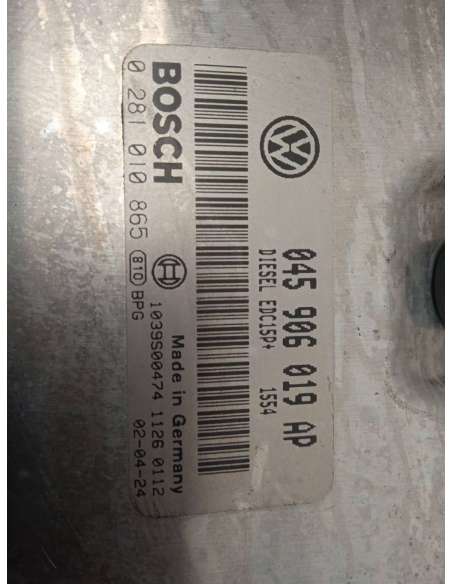 BOSCH
0 281 010 865 810 BPG
1039S00474 1126 0112
Made in Germany
02-04-24
045 906 019 AP
DIESEL EDC15P+ 1554